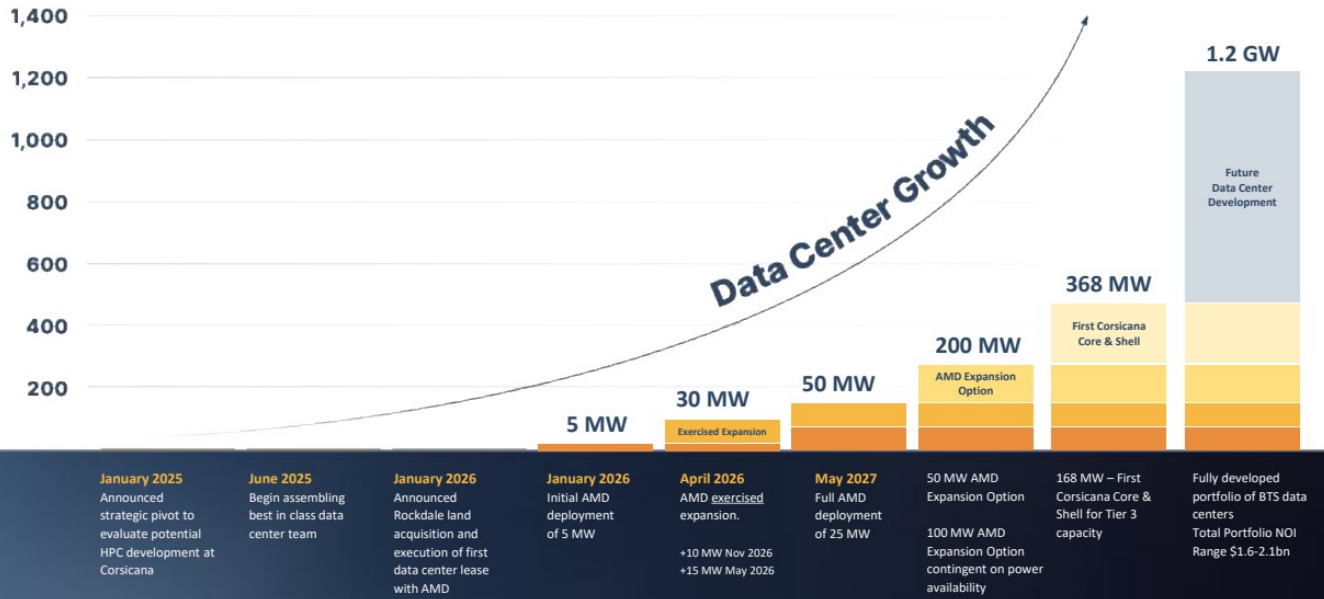 1,400
1,200
1,000
800
600
400
200
Data Center Growth
5 MW
30 MW
Exercised Expansion
50 MW
200 MW
AMD Expansion
Option
368 MW
First Corsicana
Core & Shell
1.2 GW
Future
Data Center
Development
January 2025
Announced
strategic pivot to
evaluate potential
HPC development at
Corsicana
June 2025
Begin assembling
best in class data
center team
January 2026
Announced
Rockdale land
acquisition and
execution of first
data center lease
with AMD
January 2026
Initial AMD
deployment
of 5 MW
April 2026
AMD exercised
expansion.
+10 MW Nov 2026
+15 MW May 2026
May 2027
Full AMD
deployment
of 25 MW
50 MW AMD
Expansion Option
100 MW AMD
Expansion Option
contingent on power
availability
168 MW – First
Corsicana Core &
Shell for Tier 3
capacity
Fully developed
portfolio of BTS data
centers
Total Portfolio NOI
Range $1.6-2.1bn